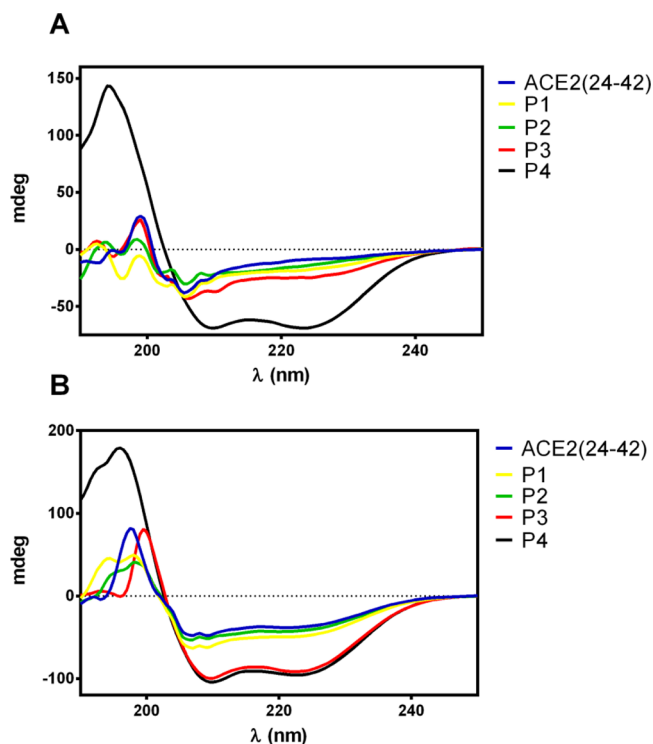 A
150
100
50
0
-50
mdeg
200
220
240
λ (nm)
ACE2(24-42)
P1
P2
P3
P4
B
200
100
0
-100
mdeg
200
220
240
λ (nm)
ACE2(24-42)
P1
P2
P3
P4